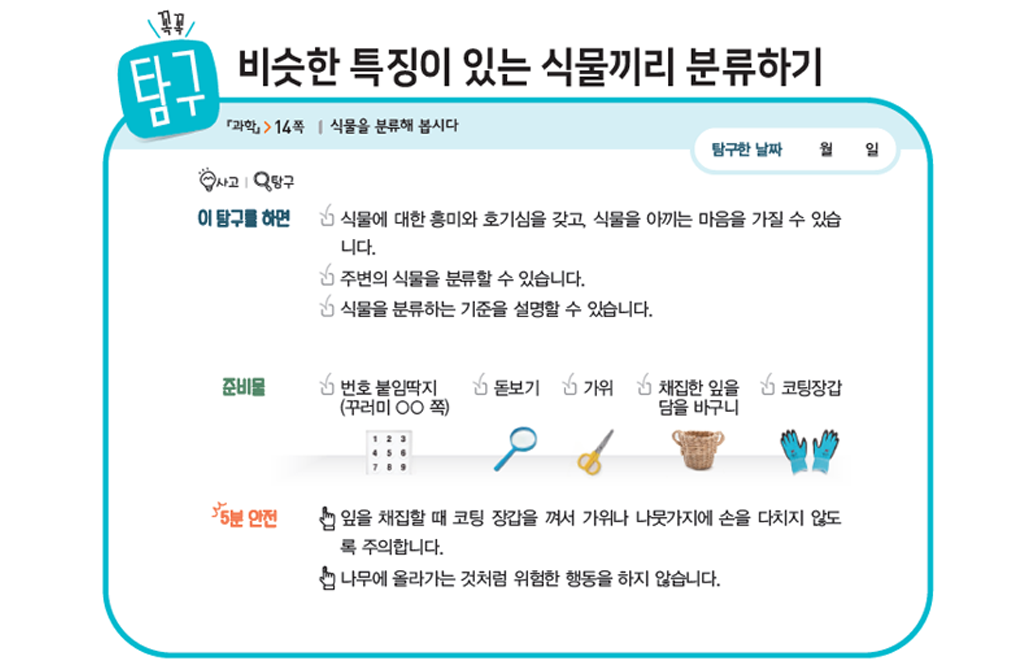 꼭꼭
탐구
비슷한 특징이 있는 식물끼리 분류하기
『과학』 > 14쪽 | 식물을 분류해 봅시다
탐구한 날짜 월 일
사고 | 탐구
이 탐구를 하면
식물에 대한 흥미와 호기심을 갖고, 식물을 아끼는 마음을 가질 수 있습
니다.
주변의 식물을 분류할 수 있습니다.
식물을 분류하는 기준을 설명할 수 있습니다.
준비물
번호 붙임딱지
(꾸러미 ○○ 쪽)
돋보기
가위
채집한 잎을
담을 바구니
코팅장갑
1 2 3
4 5 6
7 8 9
5분 안전
잎을 채집할 때 코팅 장갑을 껴서 가위나 나뭇가지에 손을 다치지 않도
록 주의합니다.
나무에 올라가는 것처럼 위험한 행동을 하지 않습니다.